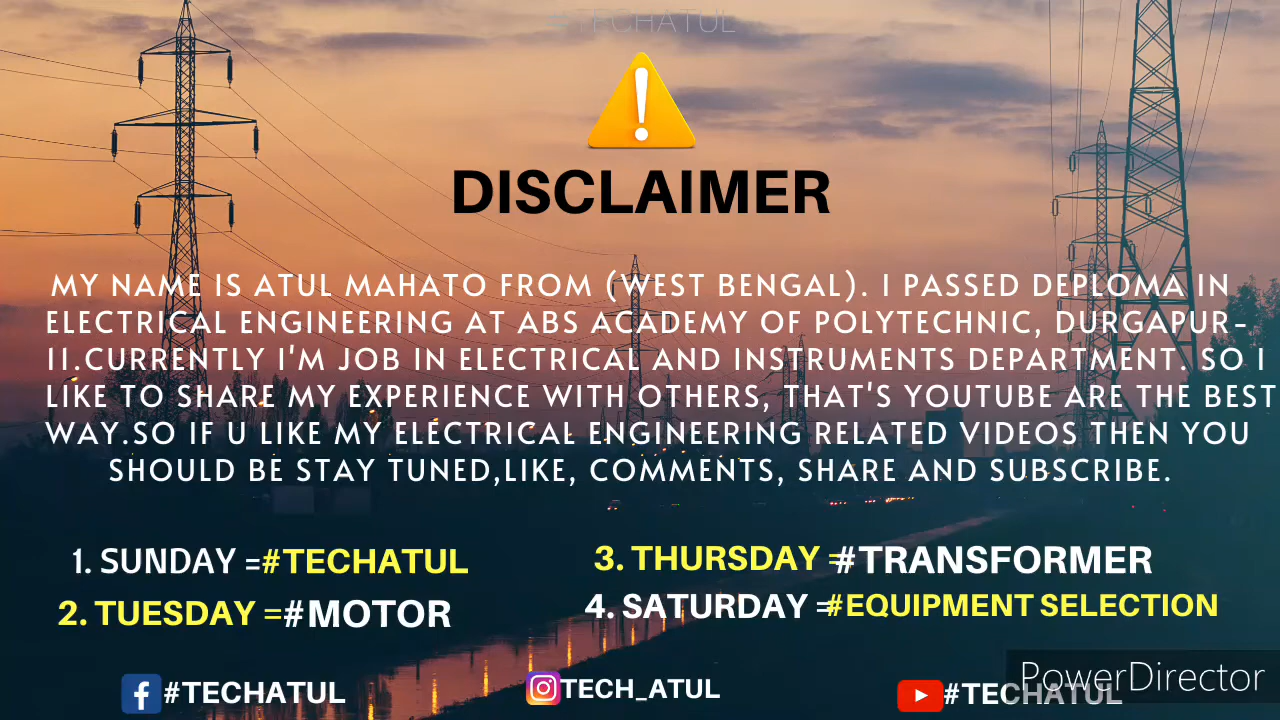 #TECHATUL
DISCLAIMER
MY NAME IS ATUL MAHATO FROM (WEST BENGAL). I PASSED DEPLOMA IN
ELECTRICAL ENGINEERING AT ABS ACADEMY OF POLYTECHNIC, DURGAPUR-
11.CURRENTLY I'M JOB IN ELECTRICAL AND INSTRUMENTS DEPARTMENT. SO I
LIKE TO SHARE MY EXPERIENCE WITH OTHERS, THAT'S YOUTUBE ARE THE BEST
WAY.SO IF U LIKE MY ELECTRICAL ENGINEERING RELATED VIDEOS THEN YOU
SHOULD BE STAY TUNED,LIKE, COMMENTS, SHARE AND SUBSCRIBE.
1. SUNDAY =#TECHATUL
2. TUESDAY =#MOTOR
3. THURSDAY =#TRANSFORMER
4. SATURDAY =#EQUIPMENT SELECTION
#TECHATUL
TECH_ATUL
#TECHATUL
PowerDirector